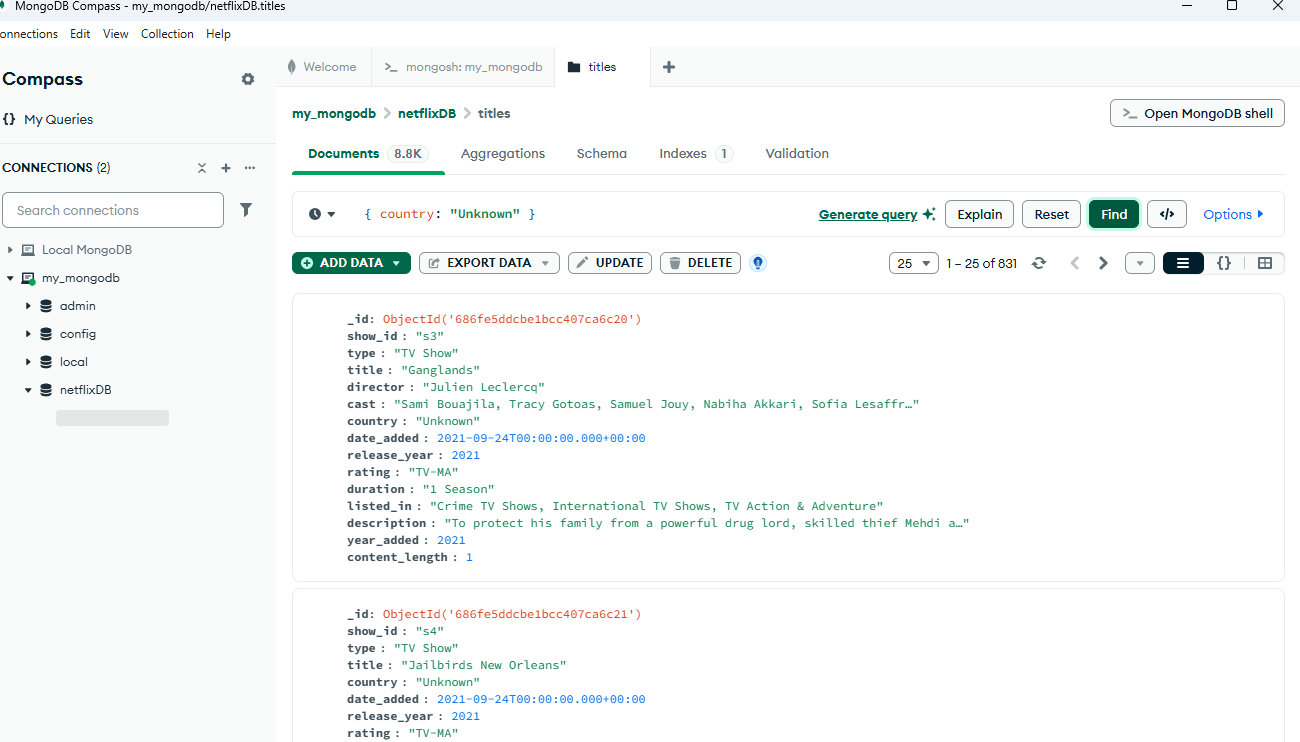 MongoDB Compass - my_mongodb/netflixDB.titles
onnections Edit View Collection Help
Compass
{} My Queries
CONNECTIONS (2)
Search connections
Local MongoDB
my_mongodb
admin
config
local
netflixDB
Welcome
>_ mongosh: my_mongodb
titles
my_mongodb > netflixDB > titles
>_ Open MongoDB shell
Documents 8.8K Aggregations Schema Indexes 1 Validation
{ country: "Unknown" }
Generate query Explain Reset Find </> Options
ADD DATA EXPORT DATA UPDATE DELETE 25 1 – 25 of 831 {}
_id: ObjectId('686fe5ddcbe1bcc407ca6c20')
show_id : "s3"
type : "TV Show"
title : "Ganglands"
director : "Julien Leclercq"
cast : "Sami Bouajila, Tracy Gotoas, Samuel Jouy, Nabiha Akkari, Sofia Lesaffr…"
country : "Unknown"
date_added : 2021-09-24T00:00:00.000+00:00
release_year : 2021
rating : "TV-MA"
duration : "1 Season"
listed_in : "Crime TV Shows, International TV Shows, TV Action & Adventure"
description : "To protect his family from a powerful drug lord, skilled thief Mehdi a…"
year_added : 2021
content_length : 1
_id: ObjectId('686fe5ddcbe1bcc407ca6c21')
show_id : "s4"
type : "TV Show"
title : "Jailbirds New Orleans"
country : "Unknown"
date_added : 2021-09-24T00:00:00.000+00:00
release_year : 2021
rating : "TV-MA"